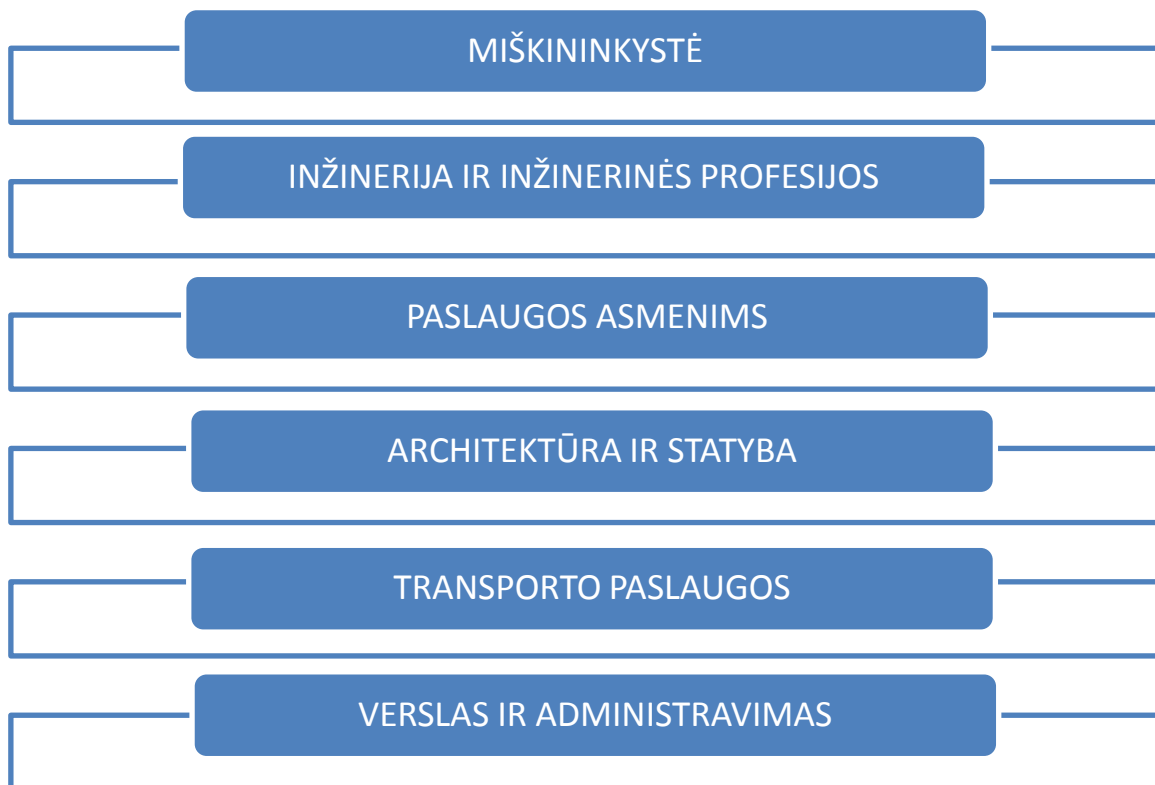 MIŠKININKYSTĖ
INŽINERIJA IR INŽINERINĖS PROFESIJOS
PASLAUGOS ASMENIMS
ARCHITEKTŪRA IR STATYBA
TRANSPORTO PASLAUGOS
VERSLAS IR ADMINISTRAVIMAS